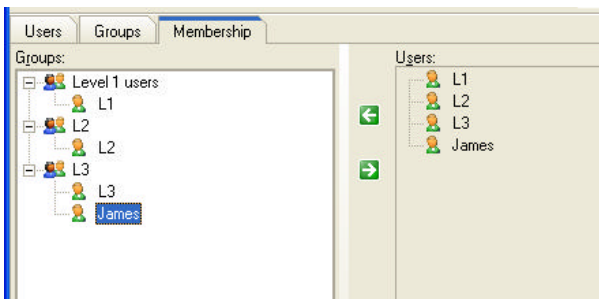 Users Groups Membership
Groups:
Level 1 users
L1
L2
L2
L3
L3
James
Users:
L1
L2
L3
James